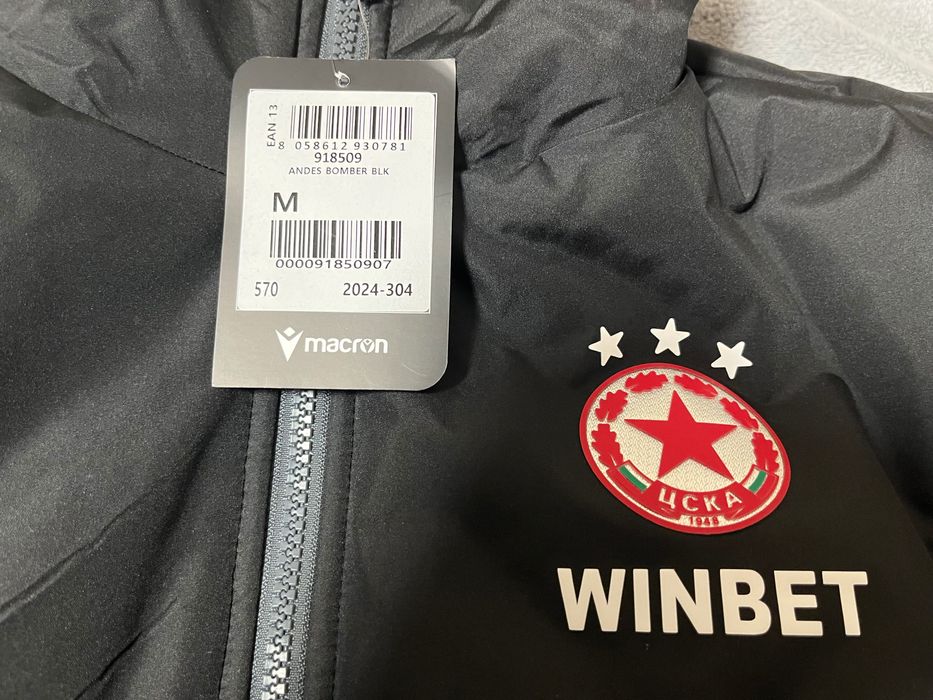 EAN 13
8 058612 930781
918509
ANDES BOMBER BLK
M
000091850907
570 2024-304
macron
ЦСКА
1948
WINBET